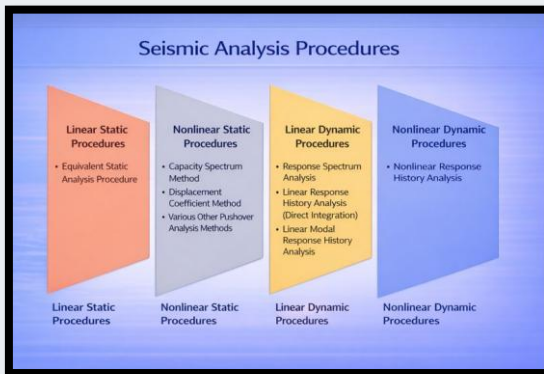 Seismic Analysis Procedures
Linear Static
Procedures
• Equivalent Static
Analysis Procedure
Nonlinear Static
Procedures
• Capacity Spectrum
Method
• Displacement
Coefficient Method
• Various Other Pushover
Analysis Methods
Linear Dynamic
Procedures
• Response Spectrum
Analysis
• Linear Response
History Analysis
(Direct Integration)
• Linear Modal
Response History
Analysis
Nonlinear Dynamic
Procedures
• Nonlinear Response
History Analysis
Linear Static
Procedures
Nonlinear Static
Procedures
Linear Dynamic
Procedures
Nonlinear Dynamic
Procedures